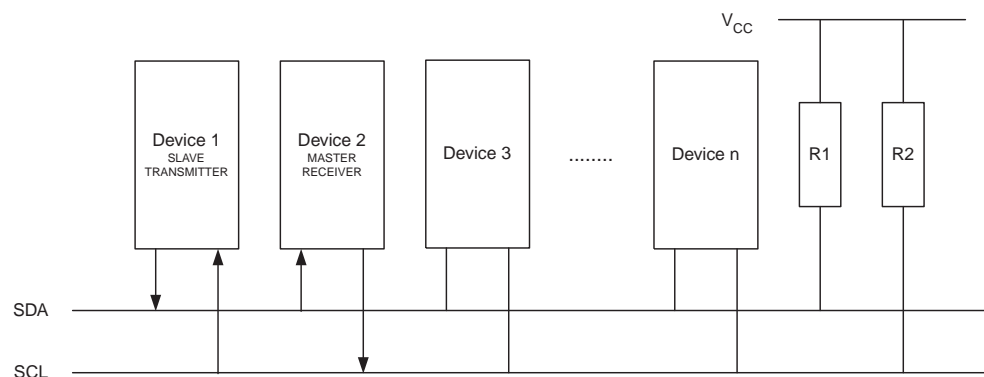 VCC
Device 1
SLAVE
TRANSMITTER
Device 2
MASTER
RECEIVER
Device 3
........
Device n
R1
R2
SDA
SCL